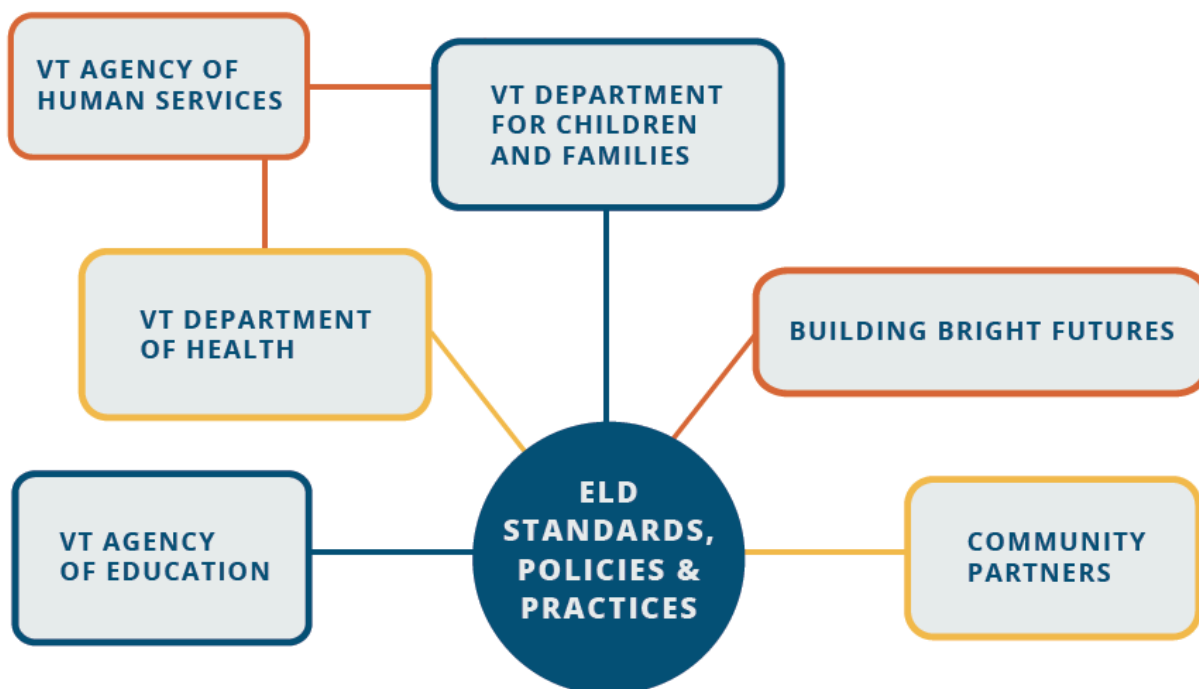 VT AGENCY OF
HUMAN SERVICES
VT DEPARTMENT
FOR CHILDREN
AND FAMILIES
VT DEPARTMENT
OF HEALTH
BUILDING BRIGHT FUTURES
VT AGENCY
OF EDUCATION
ELD
STANDARDS,
POLICIES &
PRACTICES
COMMUNITY
PARTNERS